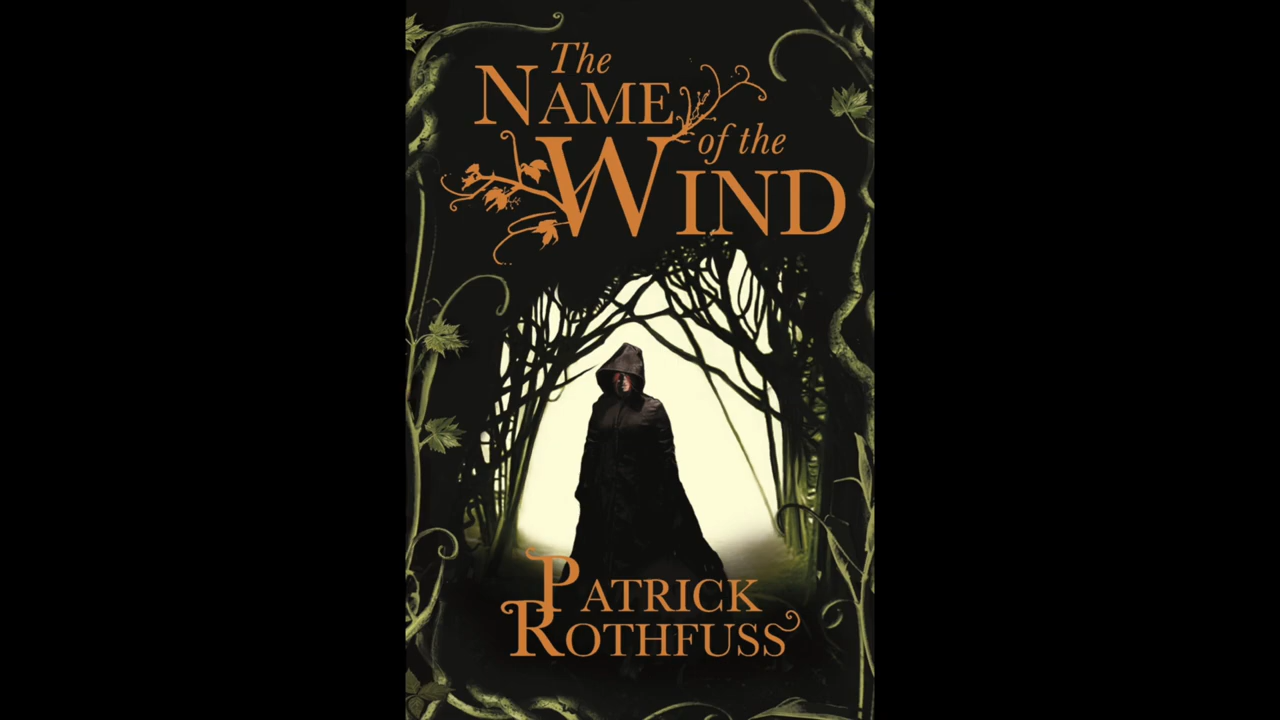 The
NAME
of the
WIND
PATRICK
ROTHFUSS